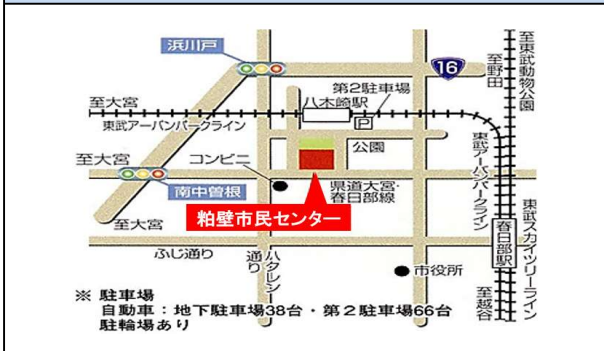 浜川戸
16
至東武動物公園
至野田
第2駐車場
八木崎駅
至大宮
東武アーバンパークライン
P
公園
至大宮
コンビニ
南中曽根
県道大宮・
春日部線
粕壁市民センター
至大宮
ふじ通り
ハクレン
通り
市役所
東武アーバンパークライン
春日部駅
東武スカイツリーライン
至越谷
※ 駐車場
自動車：地下駐車場38台・第2駐車場66台
駐輪場あり